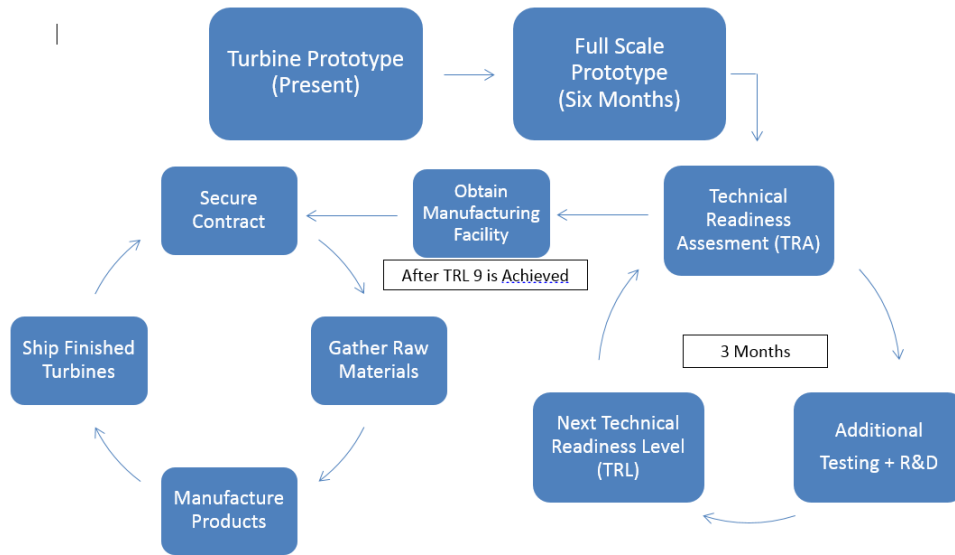 Turbine Prototype
(Present)
Full Scale
Prototype
(Six Months)
Secure
Contract
Obtain
Manufacturing
Facility
Technical
Readiness
Assesment (TRA)
After TRL 9 is Achieved
Ship Finished
Turbines
Gather Raw
Materials
3 Months
Next Technical
Readiness Level
(TRL)
Additional
Testing + R&D
Manufacture
Products